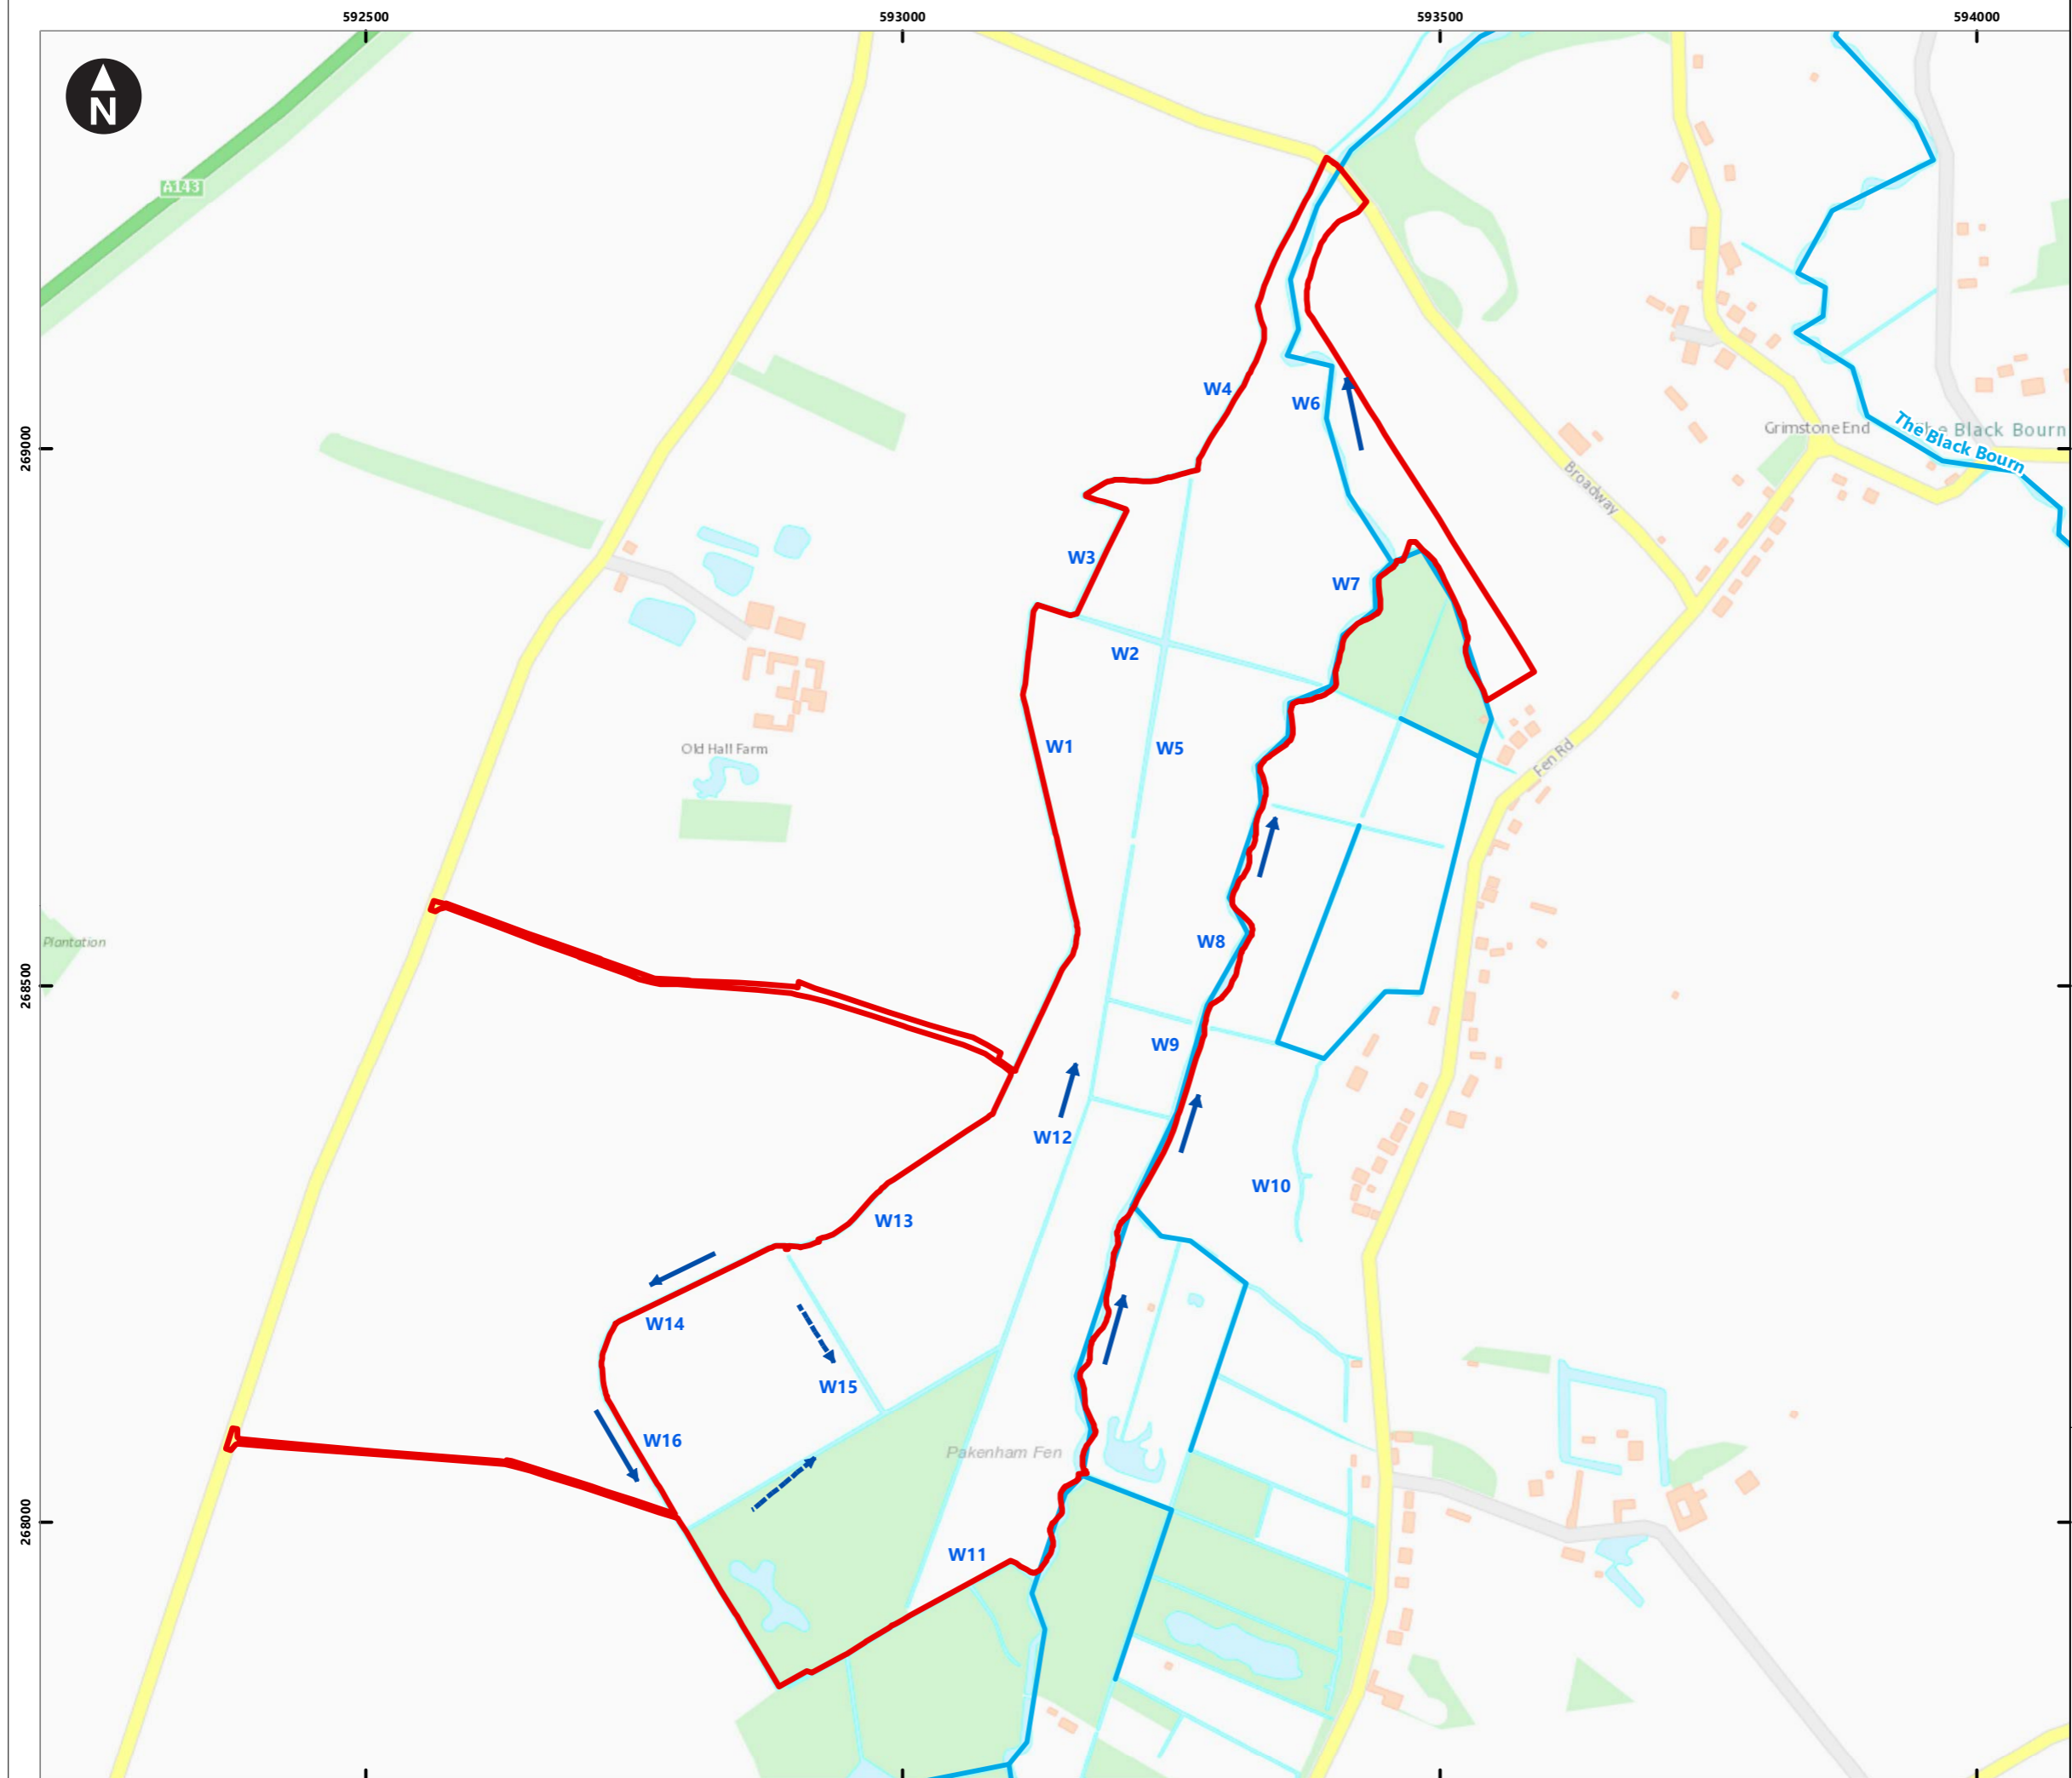 592500
593000
593500
594000
N
A143
W4
W6
269000
Grimstone End
The Black Bourn
The Black Bourn
Broadway
W3
W7
W2
W1
W5
Old Hall Farm
Fen Rd
Plantation
W8
268500
W9
W12
W10
W13
W14
W15
W16
Pakenham Fen
268000
W11